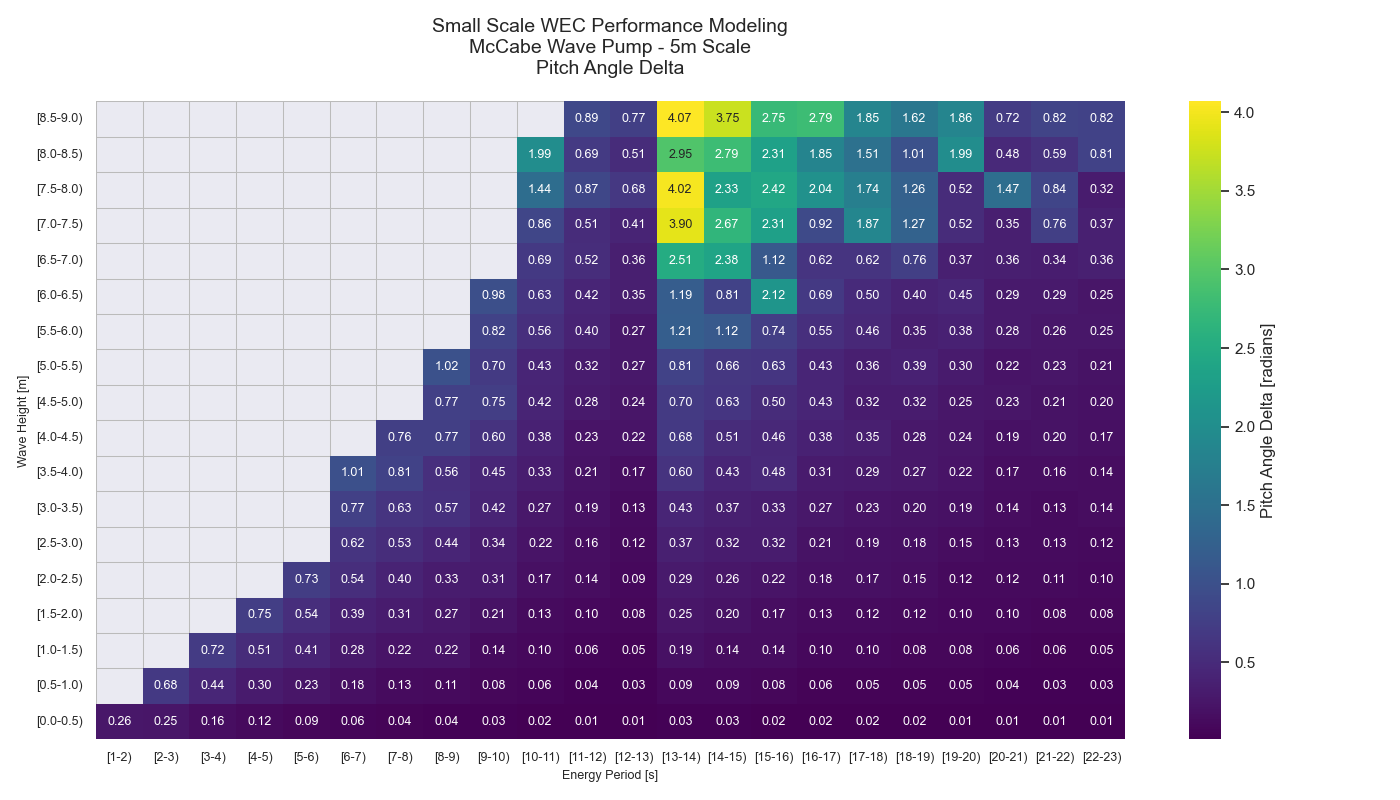 Small Scale WEC Performance Modeling
McCabe Wave Pump - 5m Scale
Pitch Angle Delta
[8.5-9.0) 0.89 0.77 4.07 3.75 2.75 2.79 1.85 1.62 1.86 0.72 0.82 0.82
[8.0-8.5) 1.99 0.69 0.51 2.95 2.79 2.31 1.85 1.51 1.01 1.99 0.48 0.59 0.81
[7.5-8.0) 1.44 0.87 0.68 4.02 2.33 2.42 2.04 1.74 1.26 0.52 1.47 0.84 0.32
[7.0-7.5) 0.86 0.51 0.41 3.90 2.67 2.31 0.92 1.87 1.27 0.52 0.35 0.76 0.37
[6.5-7.0) 0.69 0.52 0.36 2.51 2.38 1.12 0.62 0.62 0.76 0.37 0.36 0.34 0.36
[6.0-6.5) 0.98 0.63 0.42 0.35 1.19 0.81 2.12 0.69 0.50 0.40 0.45 0.29 0.29 0.25
[5.5-6.0) 0.82 0.56 0.40 0.27 1.21 1.12 0.74 0.55 0.46 0.35 0.38 0.28 0.26 0.25
[5.0-5.5) 1.02 0.70 0.43 0.32 0.27 0.81 0.66 0.63 0.43 0.36 0.39 0.30 0.22 0.23 0.21
[4.5-5.0) 0.77 0.75 0.42 0.28 0.24 0.70 0.63 0.50 0.43 0.32 0.32 0.25 0.23 0.21 0.20
[4.0-4.5) 0.76 0.77 0.60 0.38 0.23 0.22 0.68 0.51 0.46 0.38 0.35 0.28 0.24 0.19 0.20 0.17
[3.5-4.0) 1.01 0.81 0.56 0.45 0.33 0.21 0.17 0.60 0.43 0.48 0.31 0.29 0.27 0.22 0.17 0.16 0.14
[3.0-3.5) 0.77 0.63 0.57 0.42 0.27 0.19 0.13 0.43 0.37 0.33 0.27 0.23 0.20 0.19 0.14 0.13 0.14
[2.5-3.0) 0.62 0.53 0.44 0.34 0.22 0.16 0.12 0.37 0.32 0.32 0.21 0.19 0.18 0.15 0.13 0.13 0.12
[2.0-2.5) 0.73 0.54 0.40 0.33 0.31 0.17 0.14 0.09 0.29 0.26 0.22 0.18 0.17 0.15 0.12 0.12 0.11 0.10
[1.5-2.0) 0.75 0.54 0.39 0.31 0.27 0.21 0.13 0.10 0.08 0.25 0.20 0.17 0.13 0.12 0.12 0.10 0.10 0.08 0.08
[1.0-1.5) 0.72 0.51 0.41 0.28 0.22 0.22 0.14 0.10 0.06 0.05 0.19 0.14 0.14 0.10 0.10 0.08 0.08 0.06 0.06 0.05
[0.5-1.0) 0.68 0.44 0.30 0.23 0.18 0.13 0.11 0.08 0.06 0.04 0.03 0.09 0.09 0.08 0.06 0.05 0.05 0.05 0.04 0.03 0.03
[0.0-0.5) 0.26 0.25 0.16 0.12 0.09 0.06 0.04 0.04 0.03 0.02 0.01 0.01 0.03 0.03 0.02 0.02 0.02 0.02 0.01 0.01 0.01 0.01
[1-2) [2-3) [3-4) [4-5) [5-6) [6-7) [7-8) [8-9) [9-10) [10-11) [11-12) [12-13) [13-14) [14-15) [15-16) [16-17) [17-18) [18-19) [19-20) [20-21) [21-22) [22-23)
Energy Period [s]
Wave Height [m]
4.0
3.5
3.0
2.5
2.0
1.5
1.0
0.5
Pitch Angle Delta [radians]